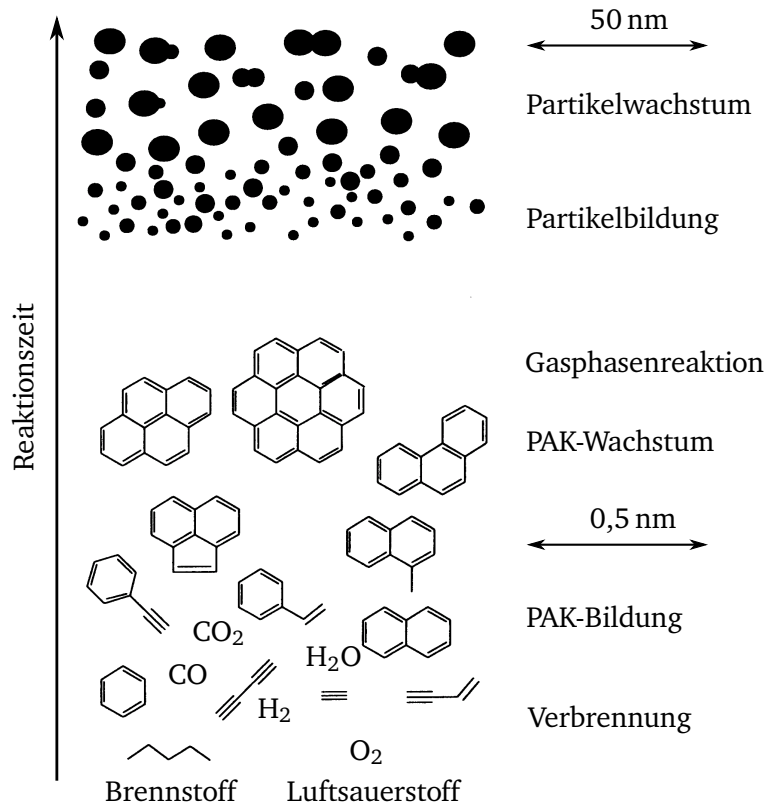 50 nm
Partikelwachstum
Partikelbildung
Reaktionszeit
Gasphasenreaktion
PAK-Wachstum
0,5 nm
PAK-Bildung
CO₂
H₂O
CO
H₂
Verbrennung
O₂
Brennstoff
Luftsauerstoff